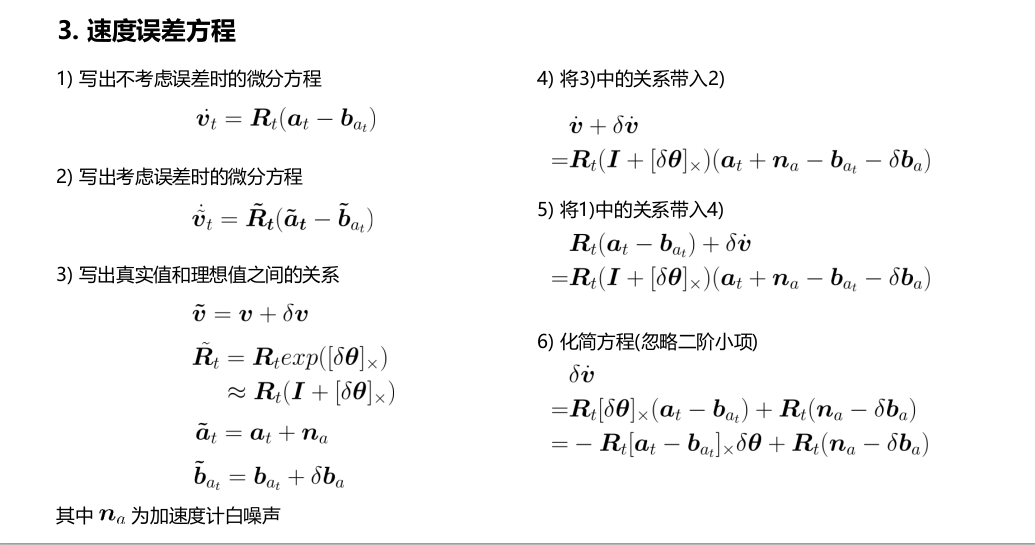 3. 速度误差方程
1) 写出不考虑误差时的微分方程
$\dot{\boldsymbol{v}}_t = \boldsymbol{R}_t(\boldsymbol{a}_t - \boldsymbol{b}_{a_t})$
2) 写出考虑误差时的微分方程
$\dot{\tilde{\boldsymbol{v}}}_t = \tilde{\boldsymbol{R}}_{\boldsymbol{t}}(\tilde{\boldsymbol{a}}_{\boldsymbol{t}} - \tilde{\boldsymbol{b}}_{a_t})$
3) 写出真实值和理想值之间的关系
$\tilde{\boldsymbol{v}} = \boldsymbol{v} + \delta\boldsymbol{v}$
$\tilde{\boldsymbol{R}}_t = \boldsymbol{R}_t exp([\delta\boldsymbol{\theta}]_\times)$
$\approx \boldsymbol{R}_t(\boldsymbol{I} + [\delta\boldsymbol{\theta}]_\times)$
$\tilde{\boldsymbol{a}}_t = \boldsymbol{a}_t + \boldsymbol{n}_a$
$\tilde{\boldsymbol{b}}_{a_t} = \boldsymbol{b}_{a_t} + \delta\boldsymbol{b}_a$
其中 $\boldsymbol{n}_a$ 为加速度计白噪声
4) 将3)中的关系带入2)
$\dot{\boldsymbol{v}} + \delta\dot{\boldsymbol{v}}$
$=\boldsymbol{R}_t(\boldsymbol{I} + [\delta\boldsymbol{\theta}]_\times)(\boldsymbol{a}_t + \boldsymbol{n}_a - \boldsymbol{b}_{a_t} - \delta\boldsymbol{b}_a)$
5) 将1)中的关系带入4)
$\boldsymbol{R}_t(\boldsymbol{a}_t - \boldsymbol{b}_{a_t}) + \delta\dot{\boldsymbol{v}}$
$=\boldsymbol{R}_t(\boldsymbol{I} + [\delta\boldsymbol{\theta}]_\times)(\boldsymbol{a}_t + \boldsymbol{n}_a - \boldsymbol{b}_{a_t} - \delta\boldsymbol{b}_a)$
6) 化简方程(忽略二阶小项)
$\delta\dot{\boldsymbol{v}}$
$=\boldsymbol{R}_t[\delta\boldsymbol{\theta}]_\times(\boldsymbol{a}_t - \boldsymbol{b}_{a_t}) + \boldsymbol{R}_t(\boldsymbol{n}_a - \delta\boldsymbol{b}_a)$
$=-\boldsymbol{R}_t[\boldsymbol{a}_t - \boldsymbol{b}_{a_t}]_\times\delta\boldsymbol{\theta} + \boldsymbol{R}_t(\boldsymbol{n}_a - \delta\boldsymbol{b}_a)$